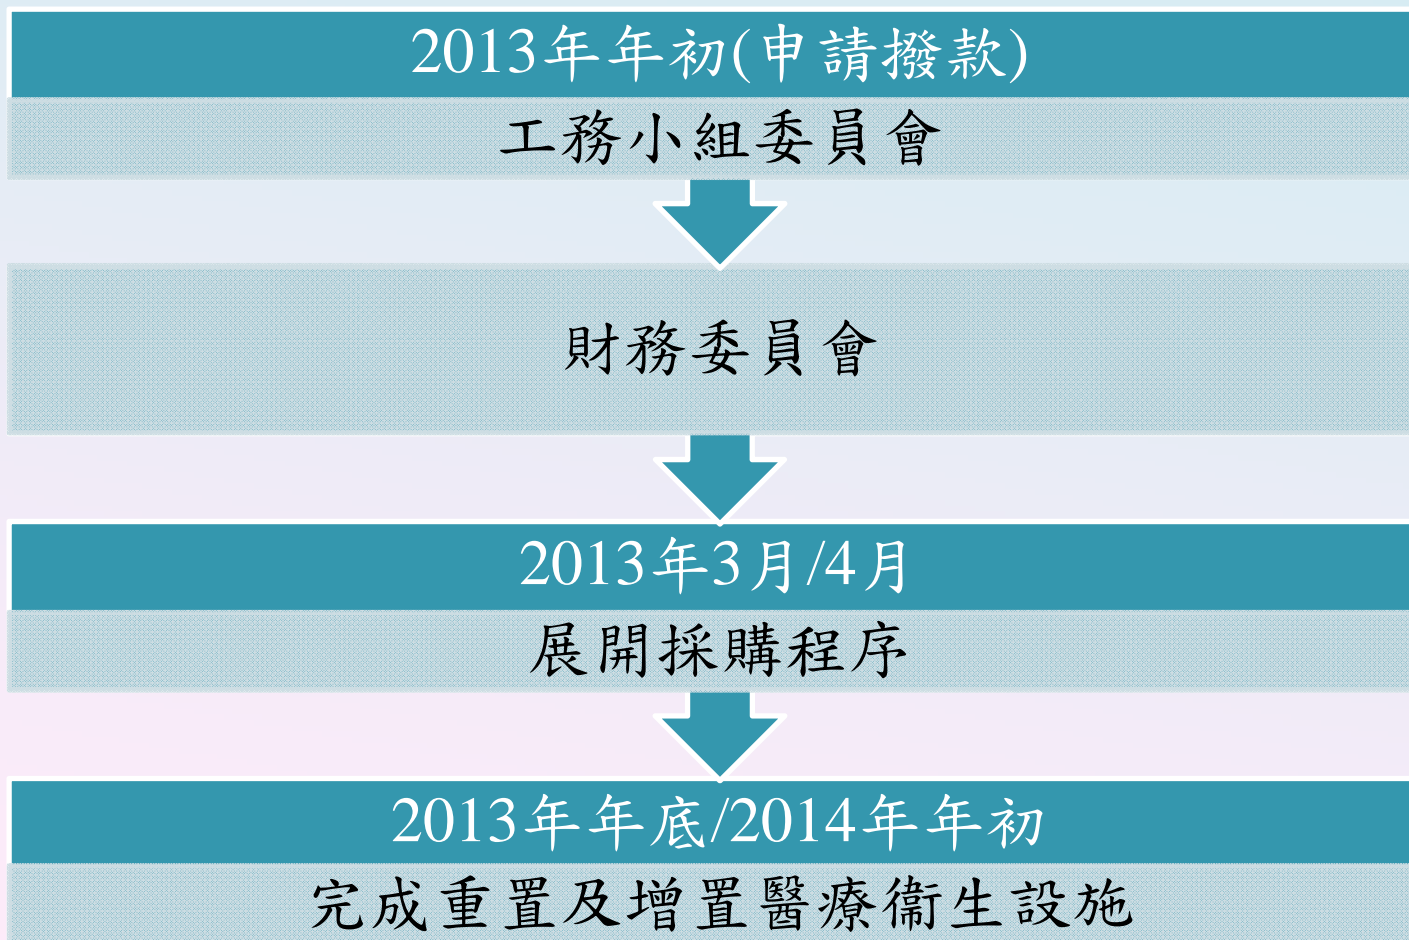 2013年年初(申請撥款)
工務小組委員會
財務委員會
2013年3月/4月
展開採購程序
2013年年底/2014年年初
完成重置及增置醫療衞生設施